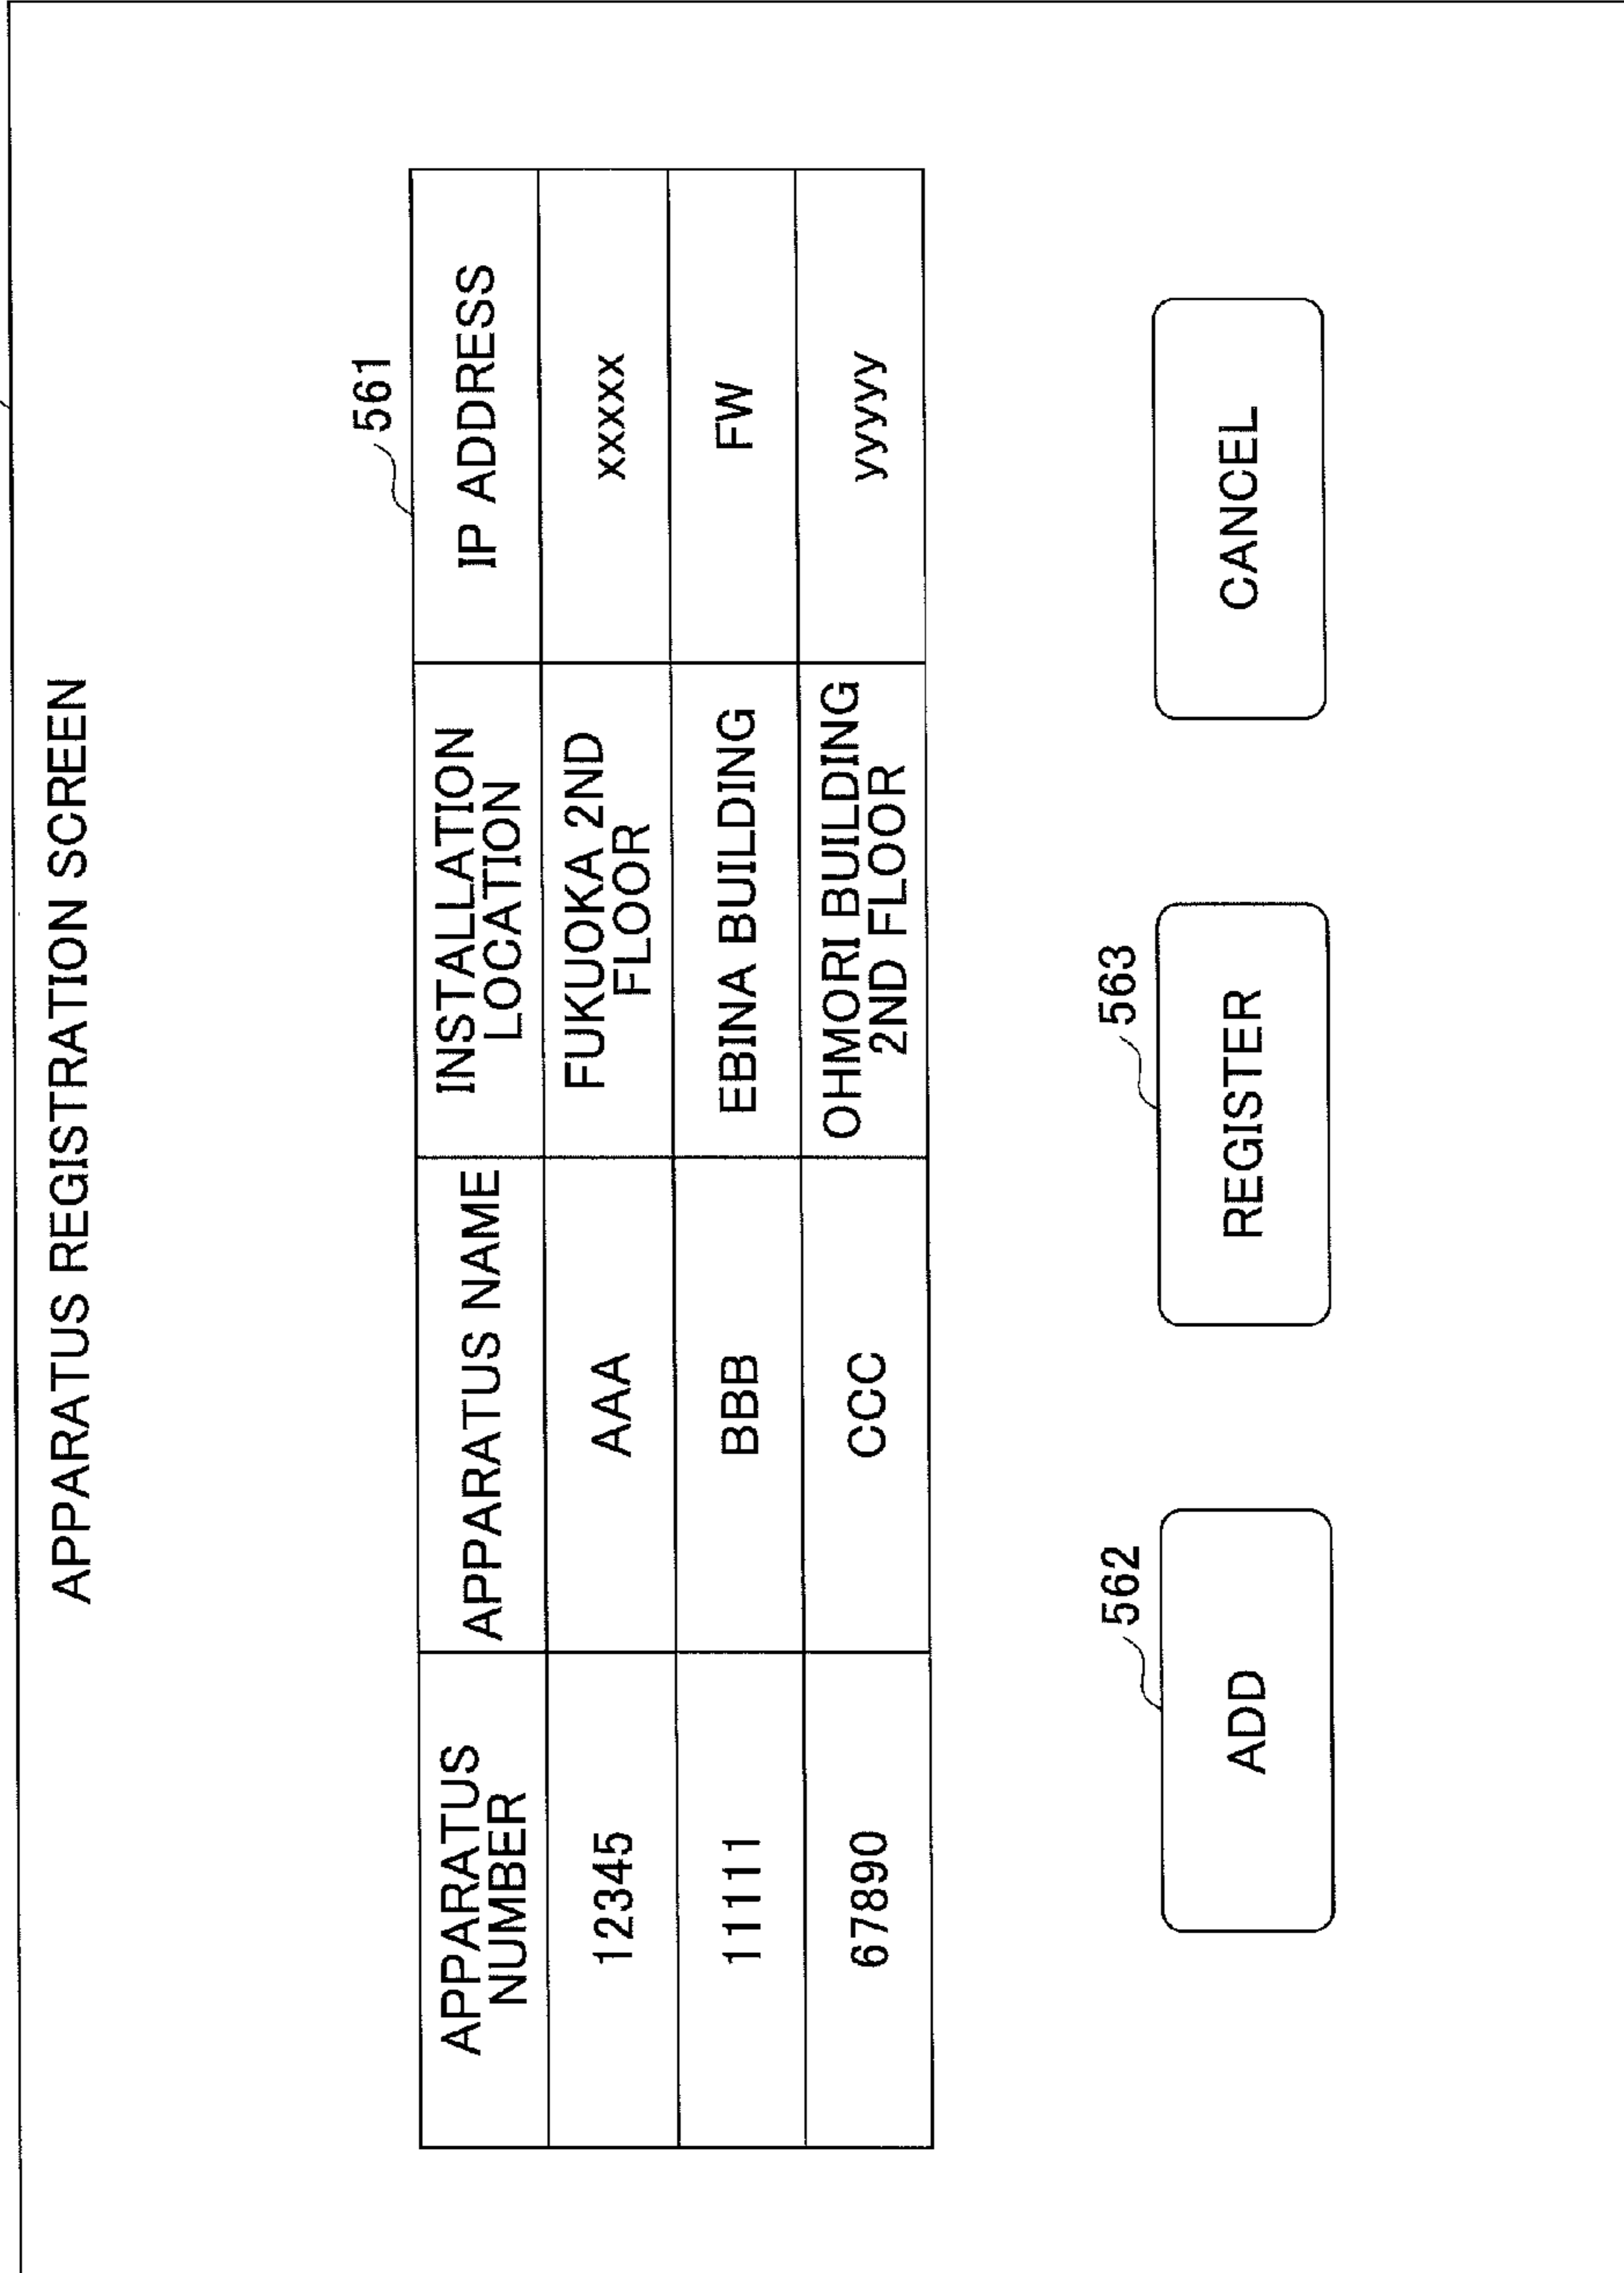 APPARATUS REGISTRATION SCREEN
561
APPARATUS NUMBER
APPARATUS NAME
INSTALLATION LOCATION
IP ADDRESS
12345
AAA
FUKUOKA 2ND FLOOR
xxxxx
11111
BBB
EBINA BUILDING
FW
67890
CCC
OHMORI BUILDING 2ND FLOOR
yyyyy
562
563
ADD
REGISTER
CANCEL